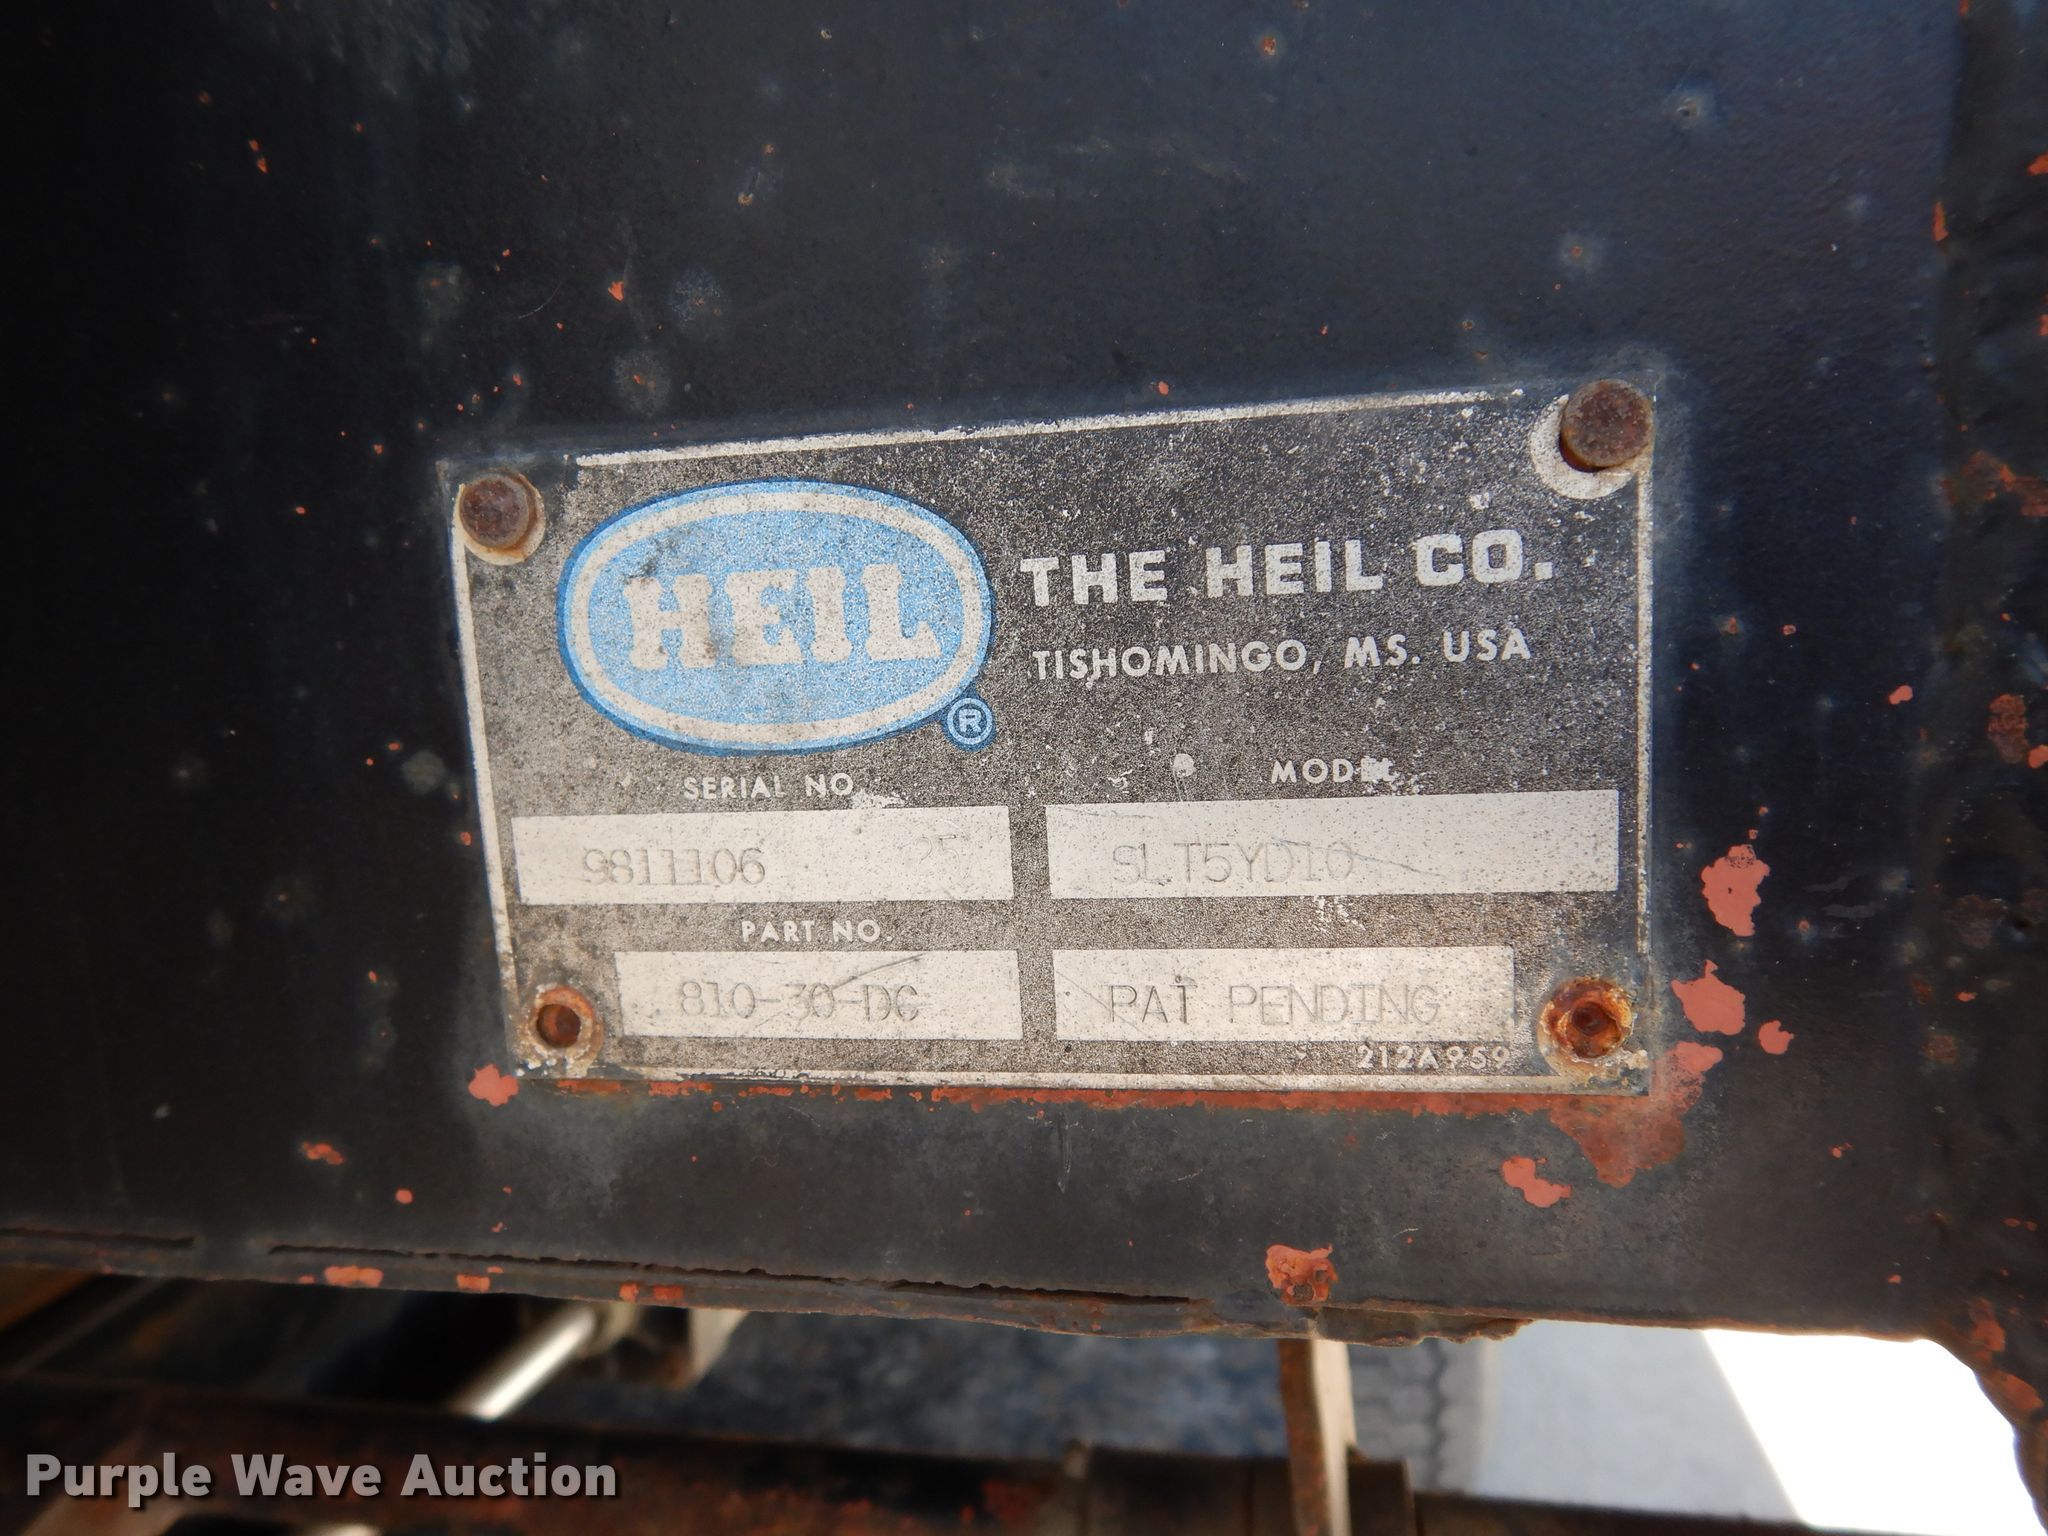 HEIL
®
THE HEIL CO.
TISHOMINGO, MS. USA
SERIAL NO.
9811106 25
MODEL
SLT5YD10
PART NO.
810-30-DC
PAT PENDING
212A959
Purple Wave Auction